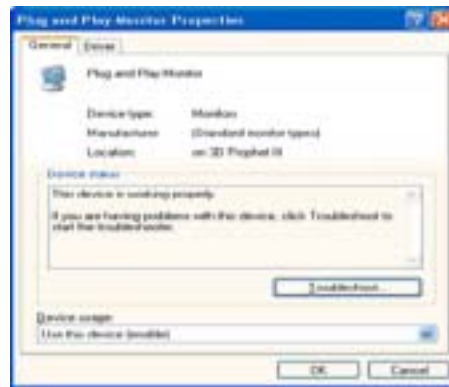 Plug and Play Monitor Properties
General Driver
Plug and Play Monitor
Device type: Monitors
Manufacturer: (Standard monitor types)
Location: on 3D Prophet III
Device status
This device is working properly.
If you are having problems with this device, click Troubleshoot to
start the troubleshooter.
Troubleshoot...
Device usage:
Use this device (enable)
OK Cancel